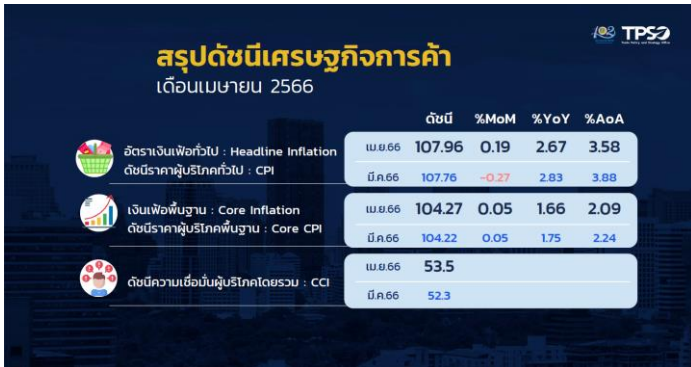 TPSO
สรุปดัชนีเศรษฐกิจการค้า
เดือนเมษายน 2566
ดัชนี %MoM %YoY %AoA
อัตราเงินเฟ้อทั่วไป : Headline Inflation
ดัชนีราคาผู้บริโภคทั่วไป : CPI
เม.ย.66 107.96 0.19 2.67 3.58
มี.ค.66 107.76 -0.27 2.83 3.88
เงินเฟ้อพื้นฐาน : Core Inflation
ดัชนีราคาผู้บริโภคพื้นฐาน : Core CPI
เม.ย.66 104.27 0.05 1.66 2.09
มี.ค.66 104.22 0.05 1.75 2.24
ดัชนีความเชื่อมั่นผู้บริโภคโดยรวม : CCI
เม.ย.66 53.5
มี.ค.66 52.3